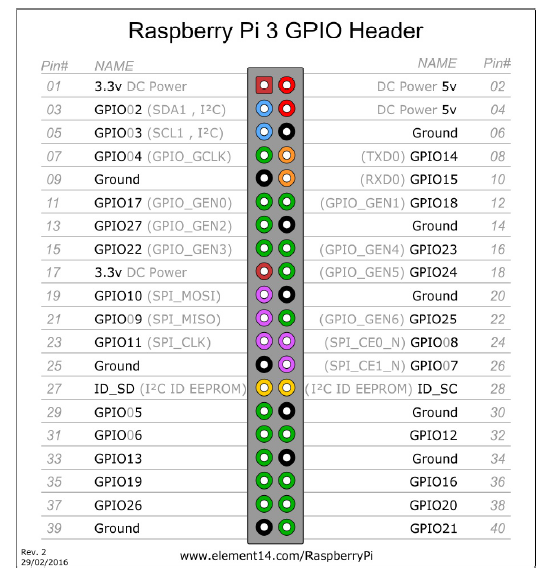 Raspberry Pi 3 GPIO Header
Pin# NAME NAME Pin#
01 3.3v DC Power DC Power 5v 02
03 GPIO02 (SDA1 , I²C) DC Power 5v 04
05 GPIO03 (SCL1 , I²C) Ground 06
07 GPIO04 (GPIO_GCLK) (TXD0) GPIO14 08
09 Ground (RXD0) GPIO15 10
11 GPIO17 (GPIO_GEN0) (GPIO_GEN1) GPIO18 12
13 GPIO27 (GPIO_GEN2) Ground 14
15 GPIO22 (GPIO_GEN3) (GPIO_GEN4) GPIO23 16
17 3.3v DC Power (GPIO_GEN5) GPIO24 18
19 GPIO10 (SPI_MOSI) Ground 20
21 GPIO09 (SPI_MISO) (GPIO_GEN6) GPIO25 22
23 GPIO11 (SPI_CLK) (SPI_CE0_N) GPIO08 24
25 Ground (SPI_CE1_N) GPIO07 26
27 ID_SD (I²C ID EEPROM) (I²C ID EEPROM) ID_SC 28
29 GPIO05 Ground 30
31 GPIO06 GPIO12 32
33 GPIO13 Ground 34
35 GPIO19 GPIO16 36
37 GPIO26 GPIO20 38
39 Ground GPIO21 40
Rev. 2
29/02/2016
www.element14.com/RaspberryPi